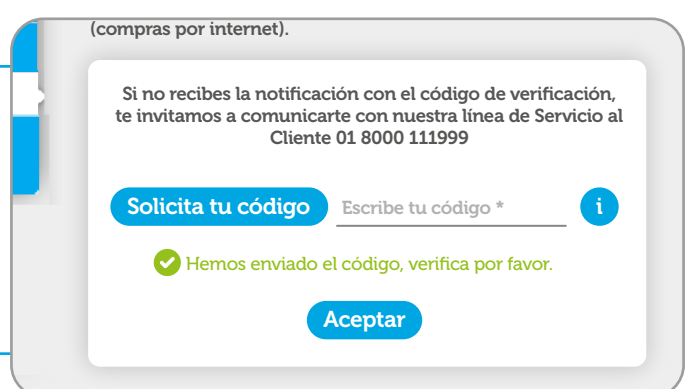 (compras por internet).
Si no recibes la notificación con el código de verificación,
te invitamos a comunicarte con nuestra línea de Servicio al
Cliente 01 8000 111999
Solicita tu código Escribe tu código * i
Hemos enviado el código, verifica por favor.
Aceptar